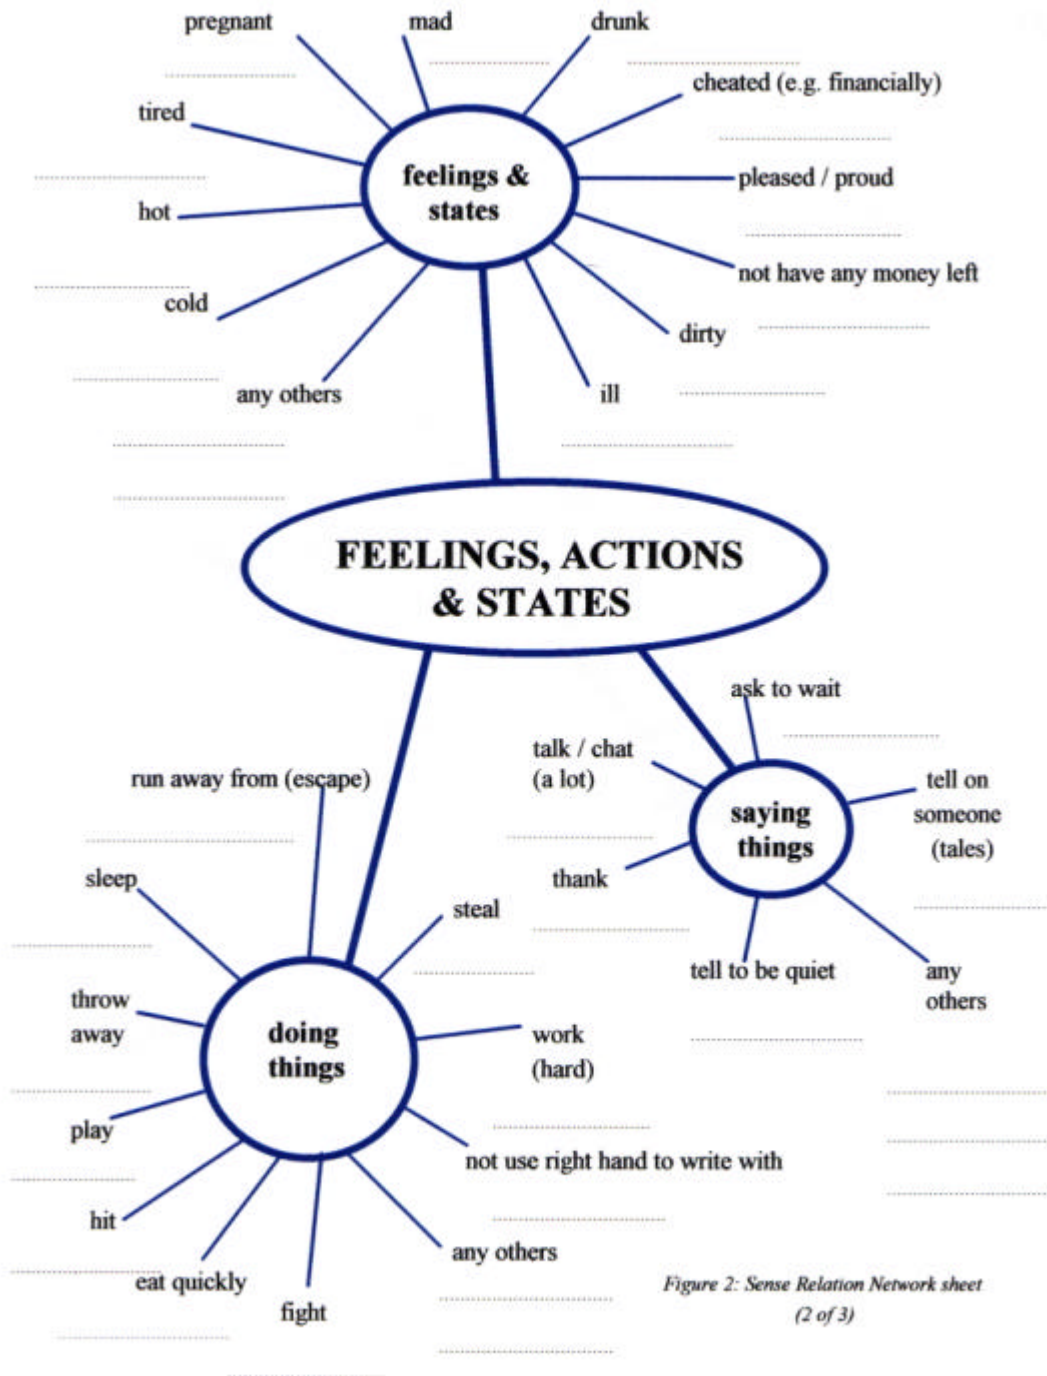 pregnant
mad
drunk
cheated (e.g. financially)
tired
feelings &
states
pleased / proud
hot
not have any money left
cold
dirty
any others
ill
FEELINGS, ACTIONS
& STATES
ask to wait
talk / chat
(a lot)
run away from (escape)
tell on
someone
(tales)
saying
things
thank
sleep
steal
tell to be quiet
any
others
throw
away
doing
things
work
(hard)
play
not use right hand to write with
hit
any others
eat quickly
fight
Figure 2: Sense Relation Network sheet
(2 of 3)